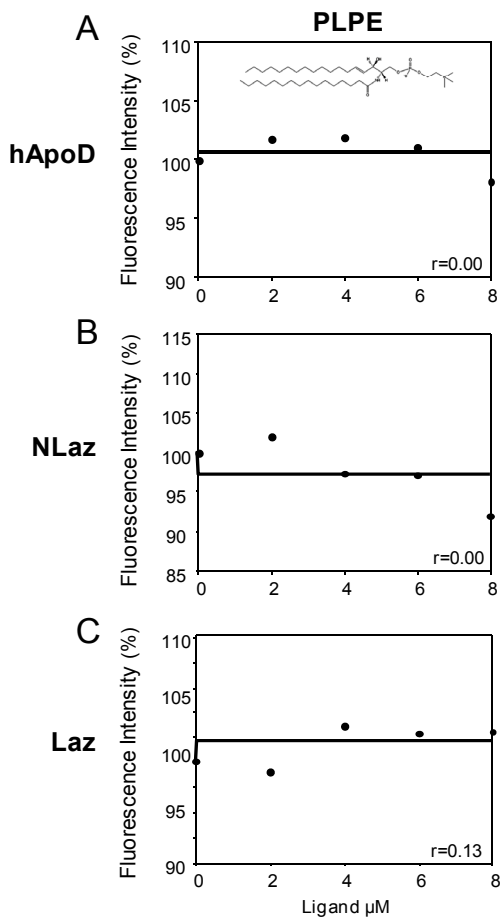 PLPE
A
hApoD
Fluorescence Intensity (%)
110
105
100
95
90
0 2 4 6 8
r=0.00
B
NLaz
Fluorescence Intensity (%)
115
110
105
100
95
90
85
0 2 4 6 8
r=0.00
C
Laz
Fluorescence Intensity (%)
110
105
100
95
90
0 2 4 6 8
r=0.13
Ligand µM